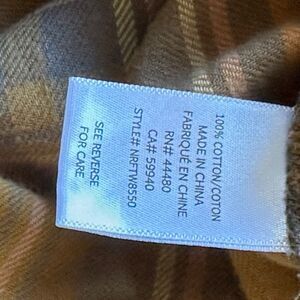 100% COTTON/COTON
MADE IN CHINA
FABRIQUÉ EN CHINE
RN# 44480
CA# 59940
STYLE# NRFTW8550
SEE REVERSE
FOR CARE